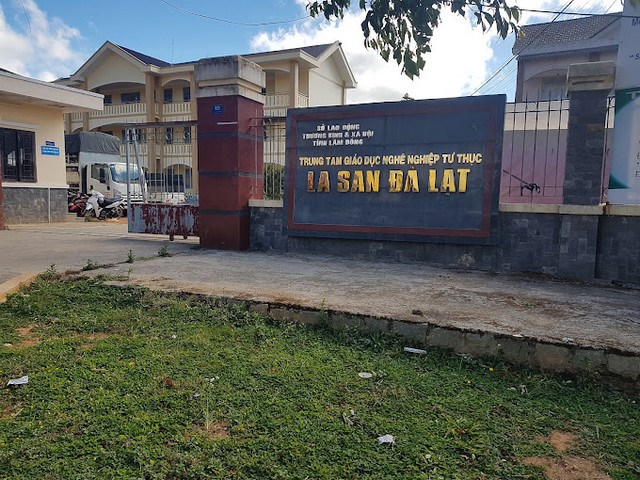 SỞ LAO ĐỘNG
THƯƠNG BINH & XÃ HỘI
TỈNH LÂM ĐỒNG
TRUNG TÂM GIÁO DỤC NGHỀ NGHIỆP TƯ THỤC
LA SAN ĐÀ LẠT